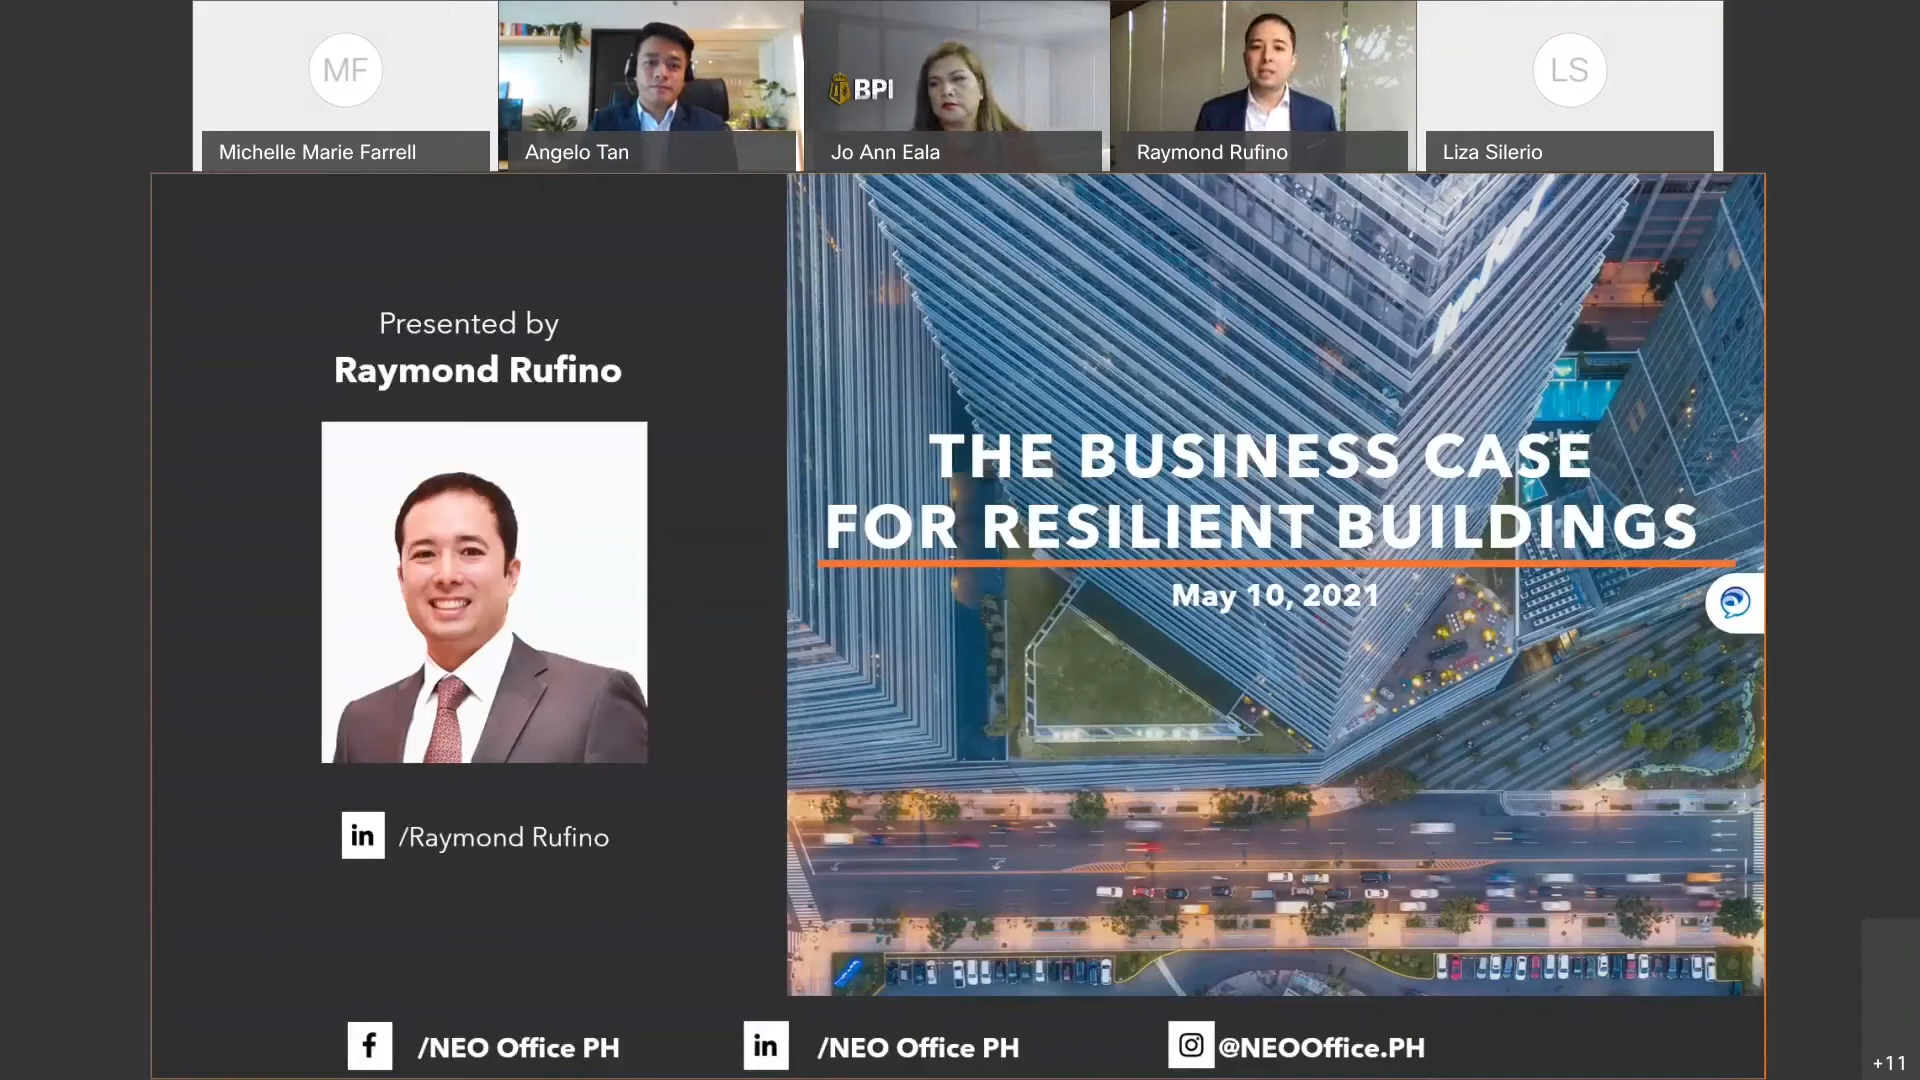 MF
BPI
LS
Michelle Marie Farrell
Angelo Tan
Jo Ann Eala
Raymond Rufino
Liza Silerio
Presented by
Raymond Rufino
in /Raymond Rufino
THE BUSINESS CASE
FOR RESILIENT BUILDINGS
May 10, 2021
f /NEO Office PH
in /NEO Office PH
@NEOOffice.PH
+11